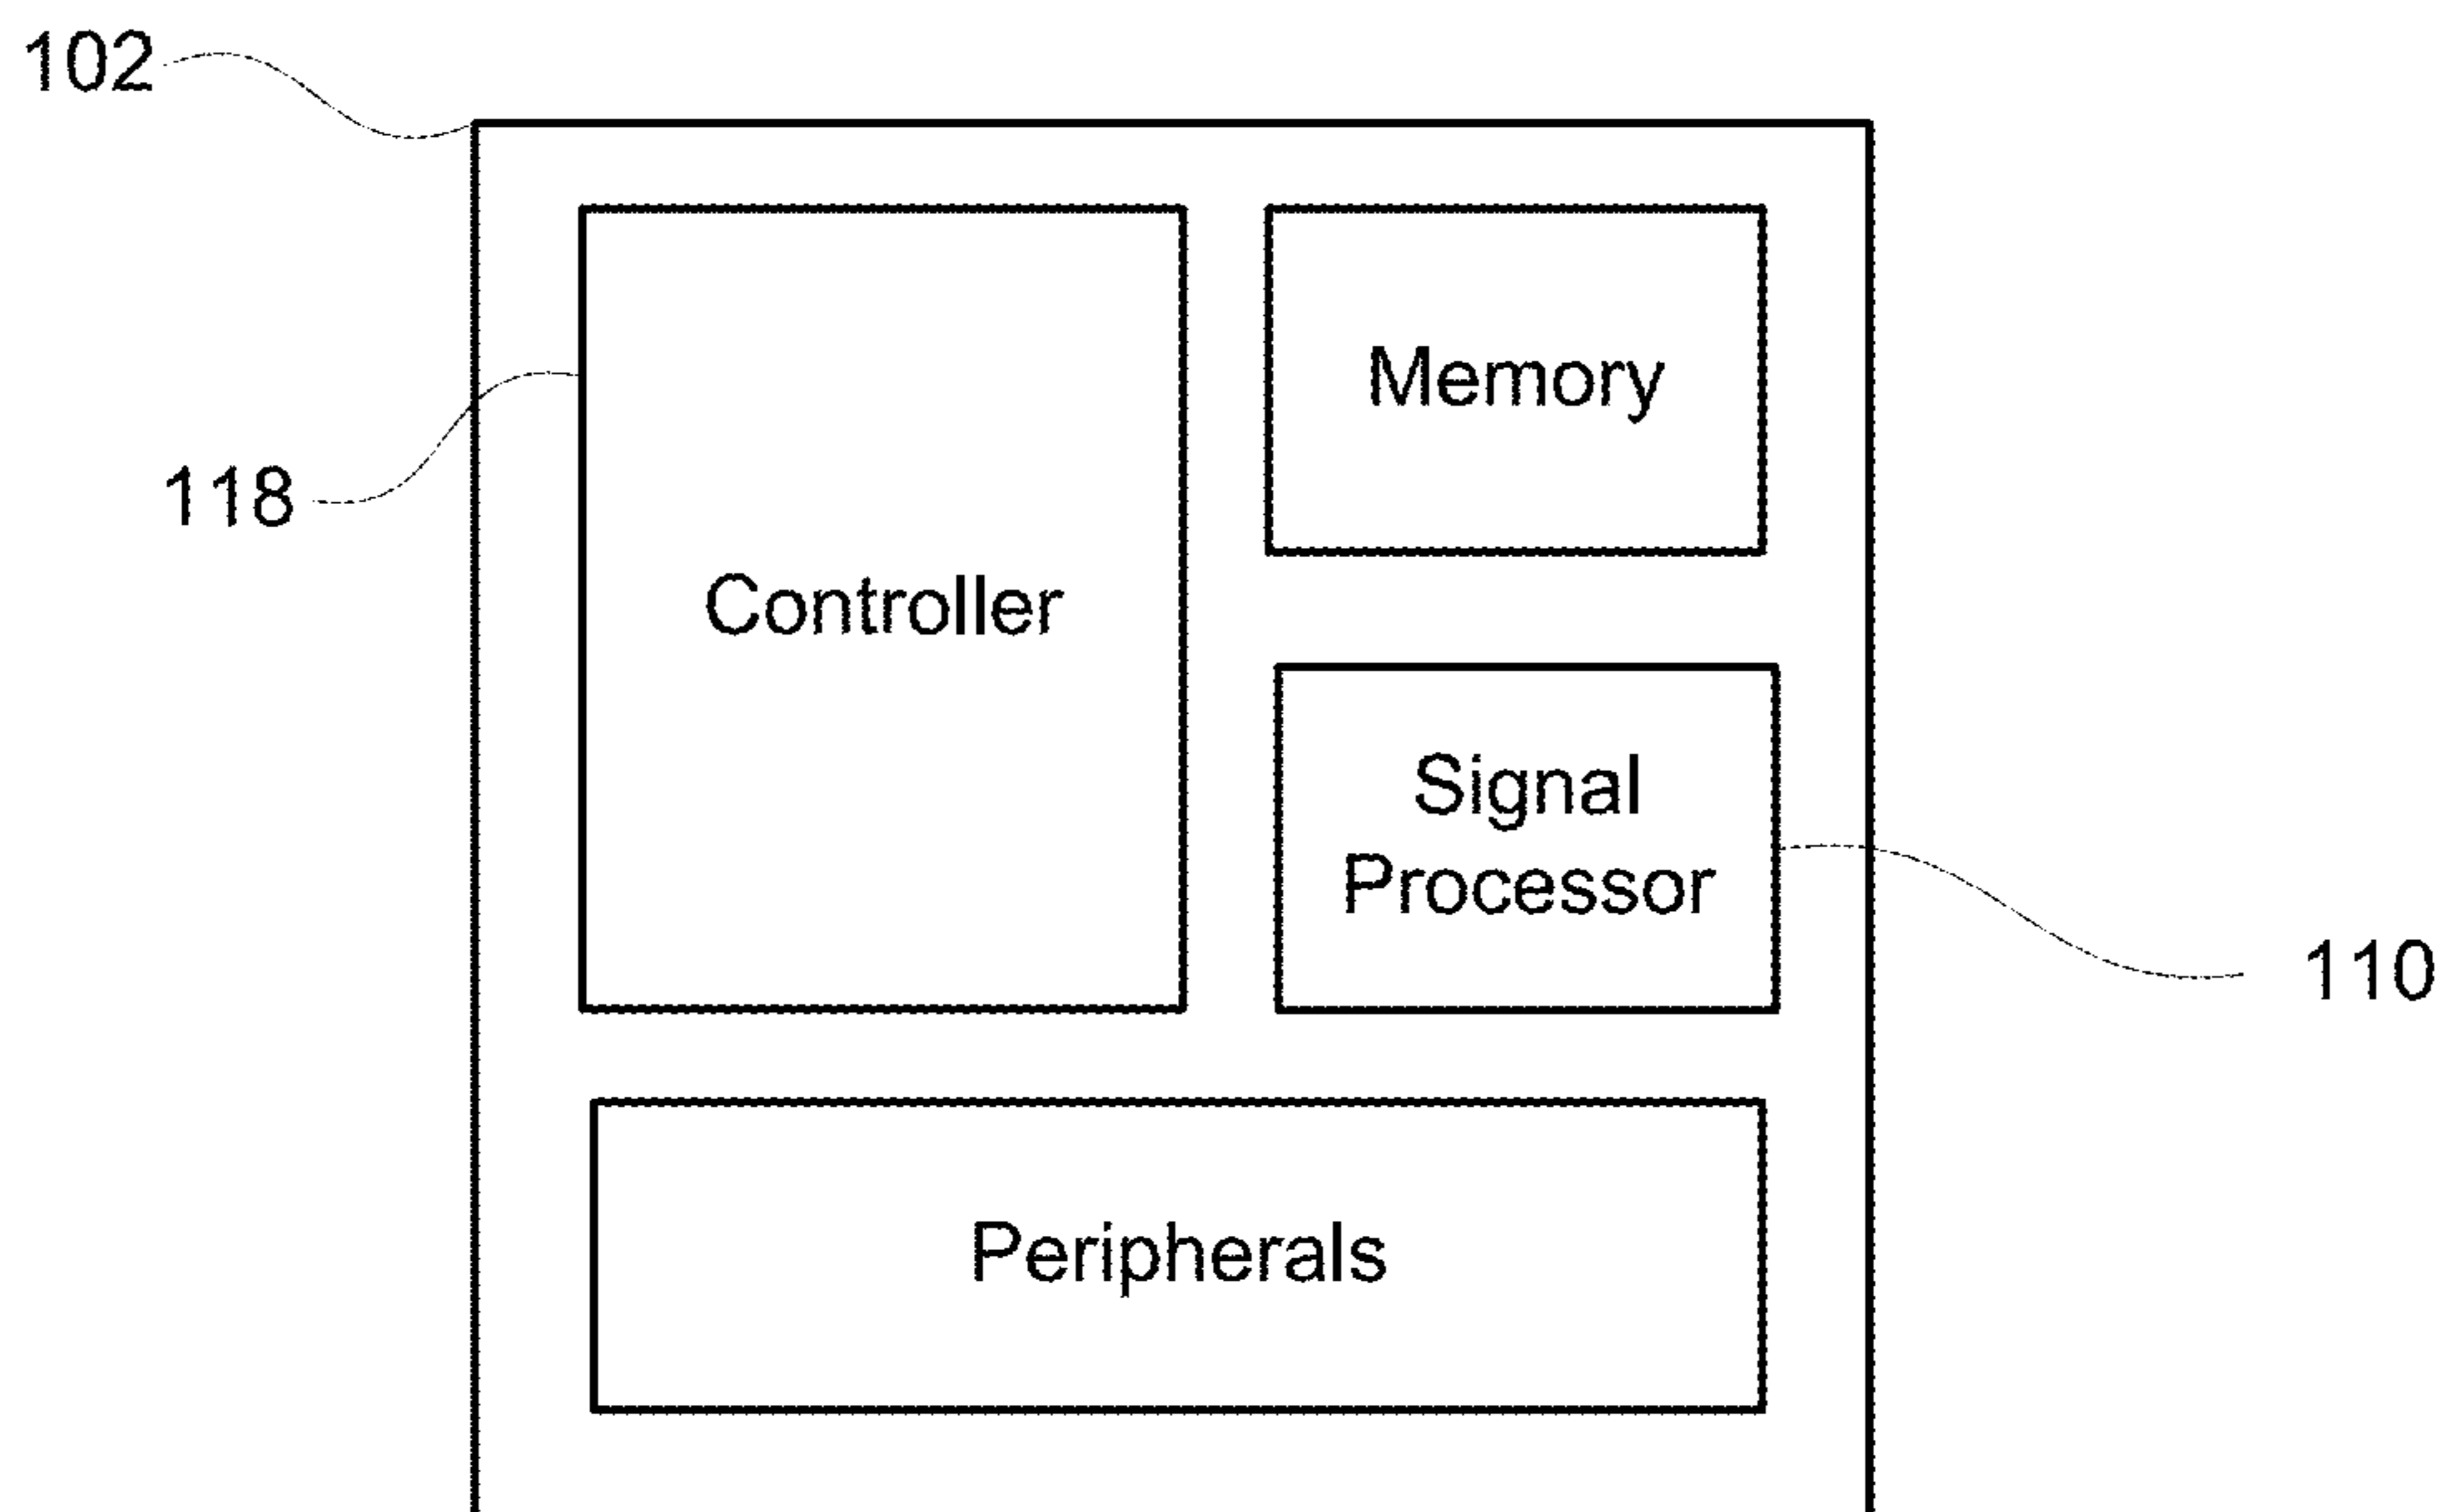 102
Memory
118
Controller
Signal
Processor
110
Peripherals